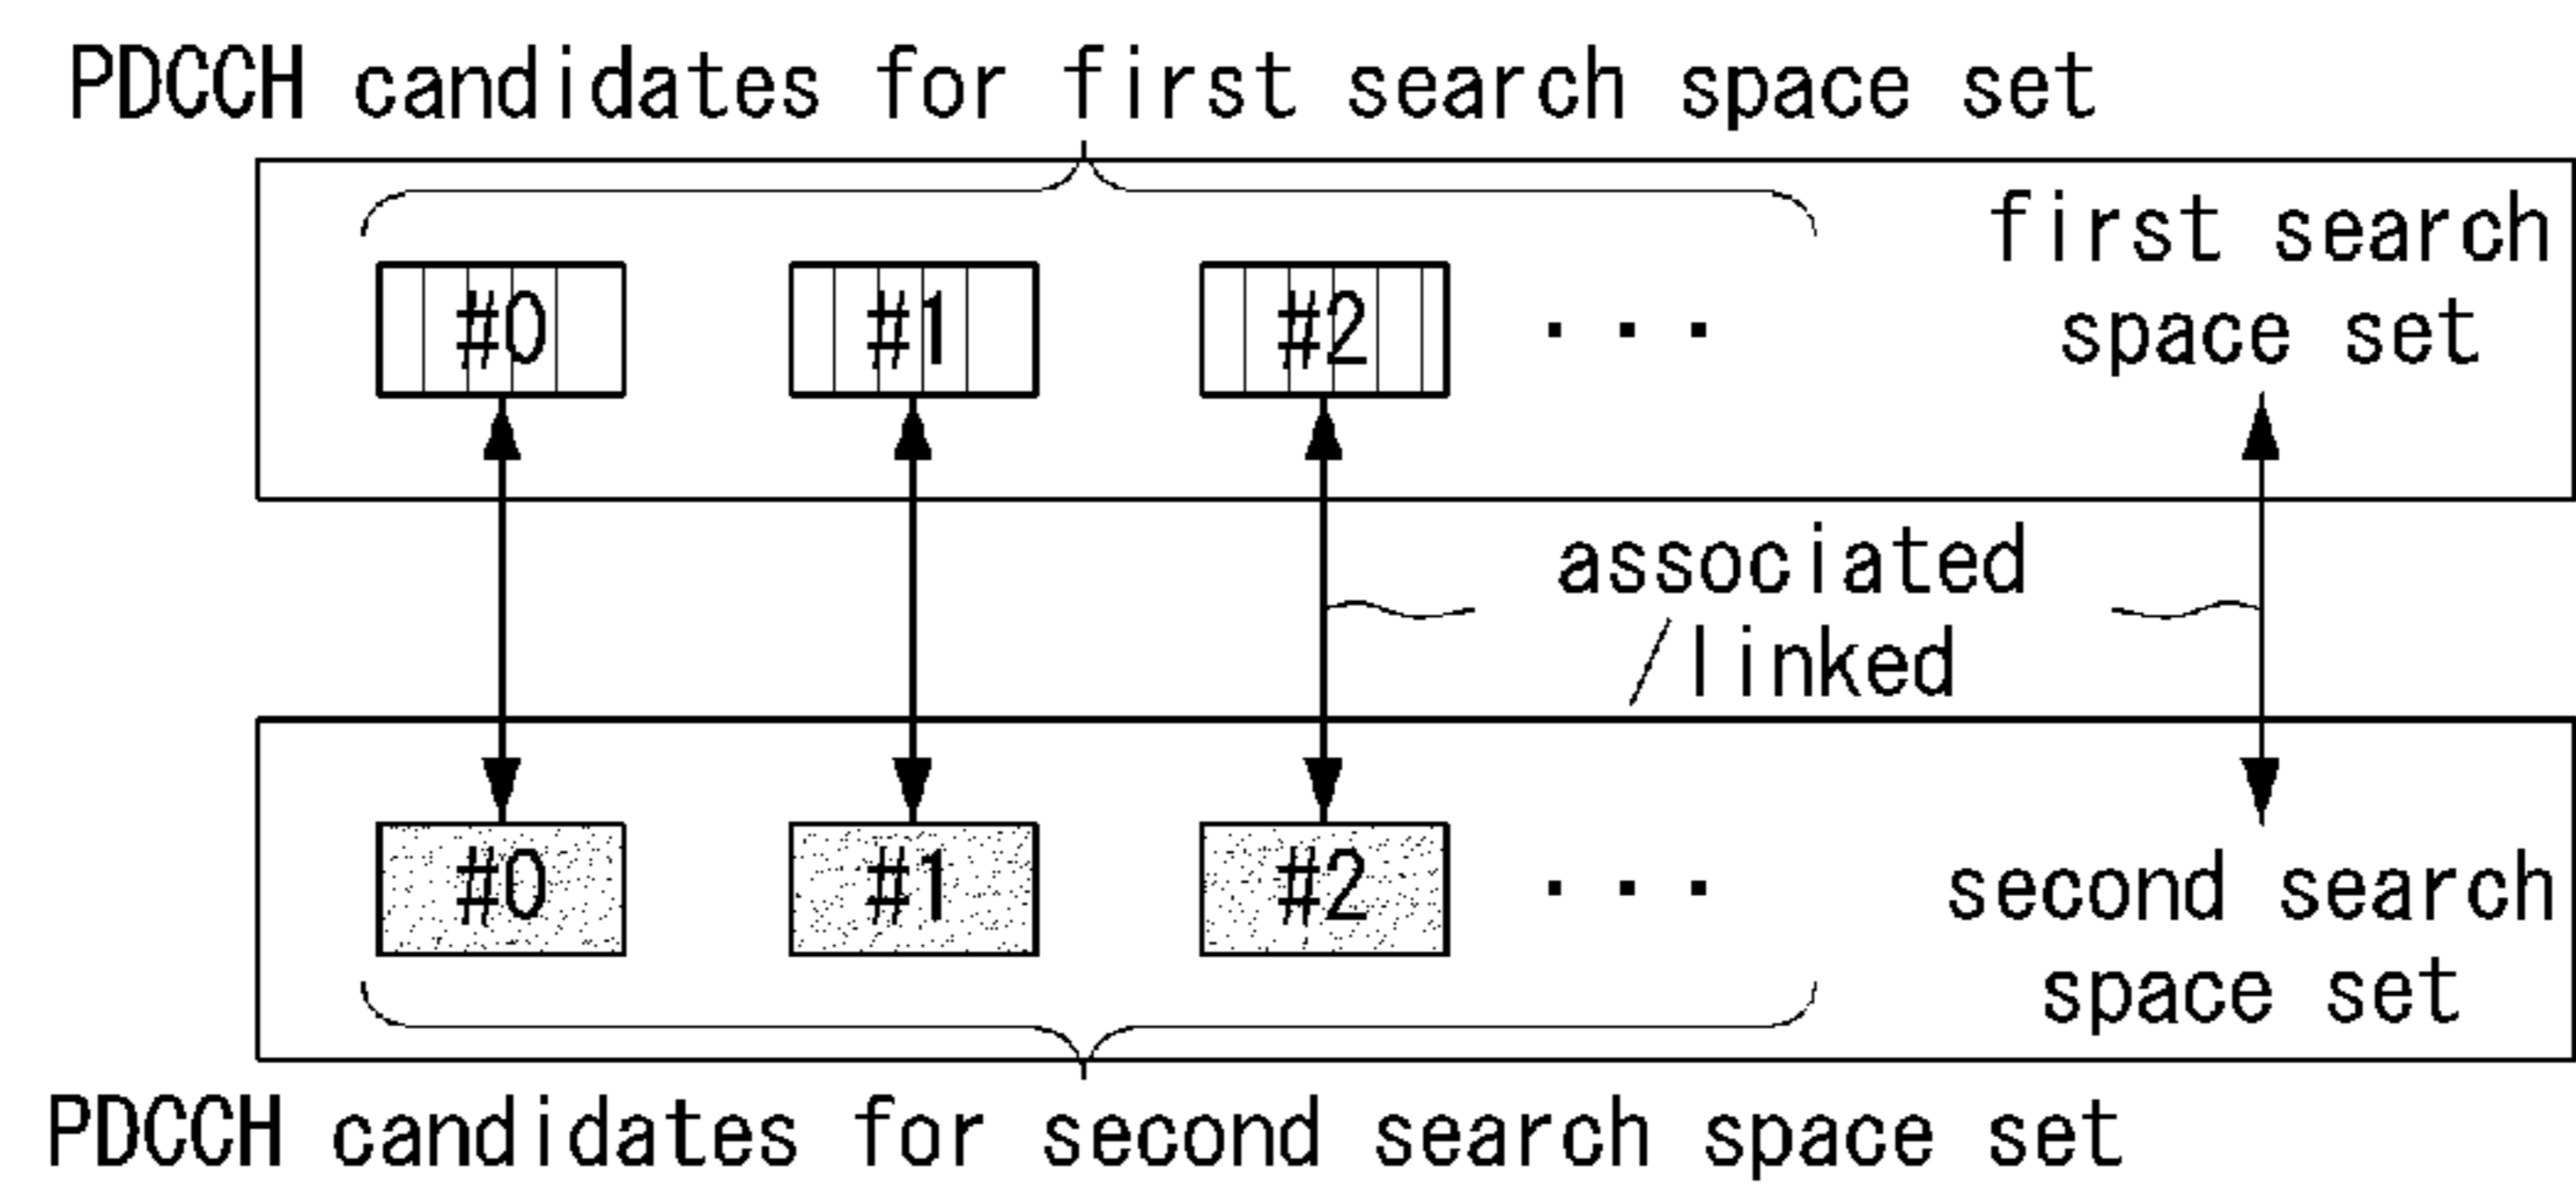 PDCCH candidates for first search space set
#0 #1 #2 ...
first search
space set
associated
/linked
#0 #1 #2 ...
second search
space set
PDCCH candidates for second search space set